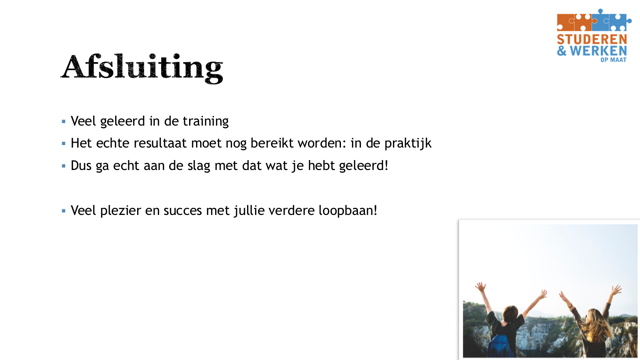 STUDEREN
& WERKEN
OP MAAT
Afsluiting
▪ Veel geleerd in de training
▪ Het echte resultaat moet nog bereikt worden: in de praktijk
▪ Dus ga echt aan de slag met dat wat je hebt geleerd!
▪ Veel plezier en succes met jullie verdere loopbaan!